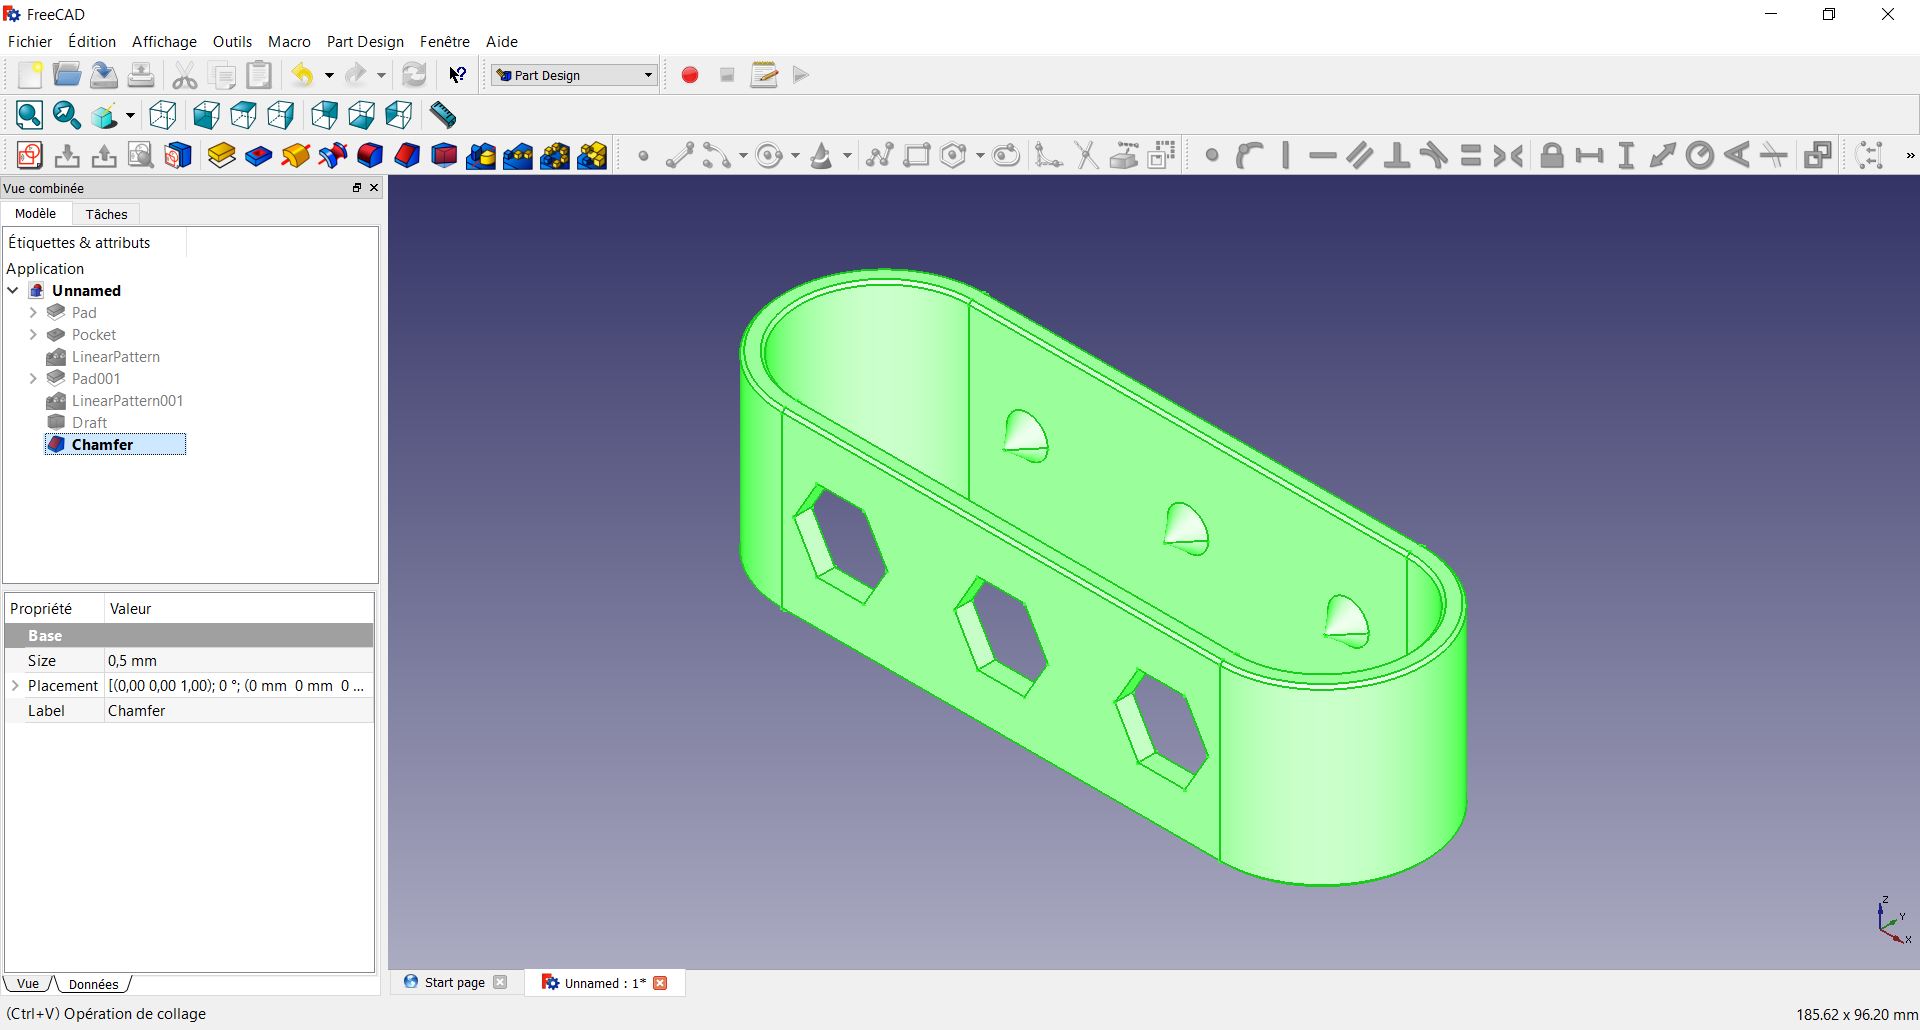 FreeCAD
Fichier Édition Affichage Outils Macro Part Design Fenêtre Aide
Part Design
»
Vue combinée
Modèle Tâches
Étiquettes & attributs
Application
Unnamed
Pad
Pocket
LinearPattern
Pad001
LinearPattern001
Draft
Chamfer
Propriété Valeur
Base
Size 0,5 mm
Placement [(0,00 0,00 1,00); 0 °; (0 mm 0 mm 0 ...
Label Chamfer
Z
Y
X
Vue Données
Start page Unnamed : 1*
(Ctrl+V) Opération de collage
185.62 x 96.20 mm